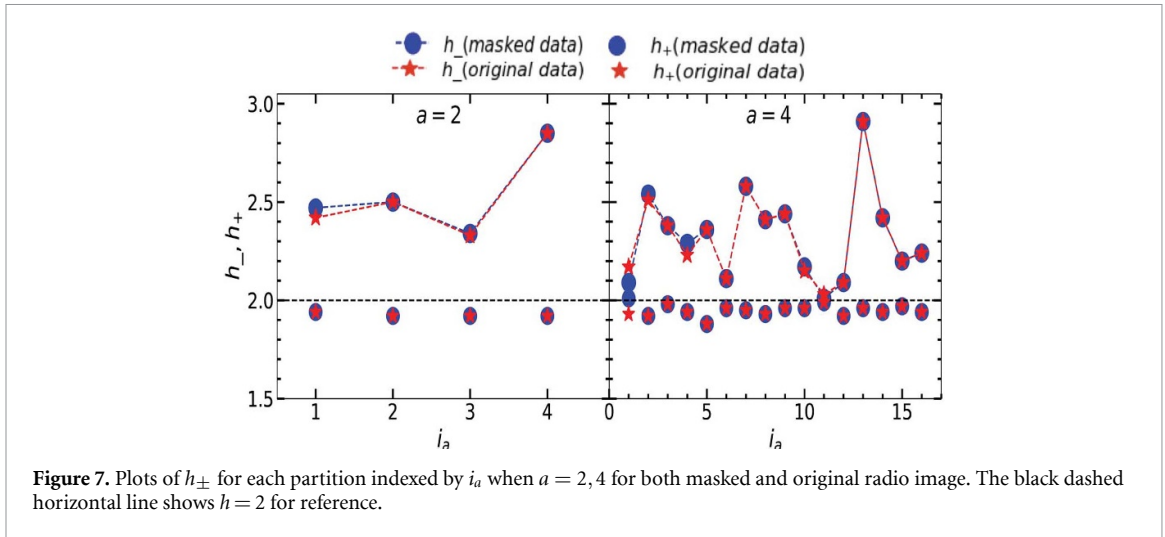 h_(masked data) h+(masked data)
h_(original data) h+(original data)
a = 2 a = 4
3.0
2.5
2.0
1.5
h_, h+
1 2 3 4 0 5 10 15
i_a i_a
Figure 7. Plots of h± for each partition indexed by i_a when a = 2,4 for both masked and original radio image. The black dashed
horizontal line shows h = 2 for reference.